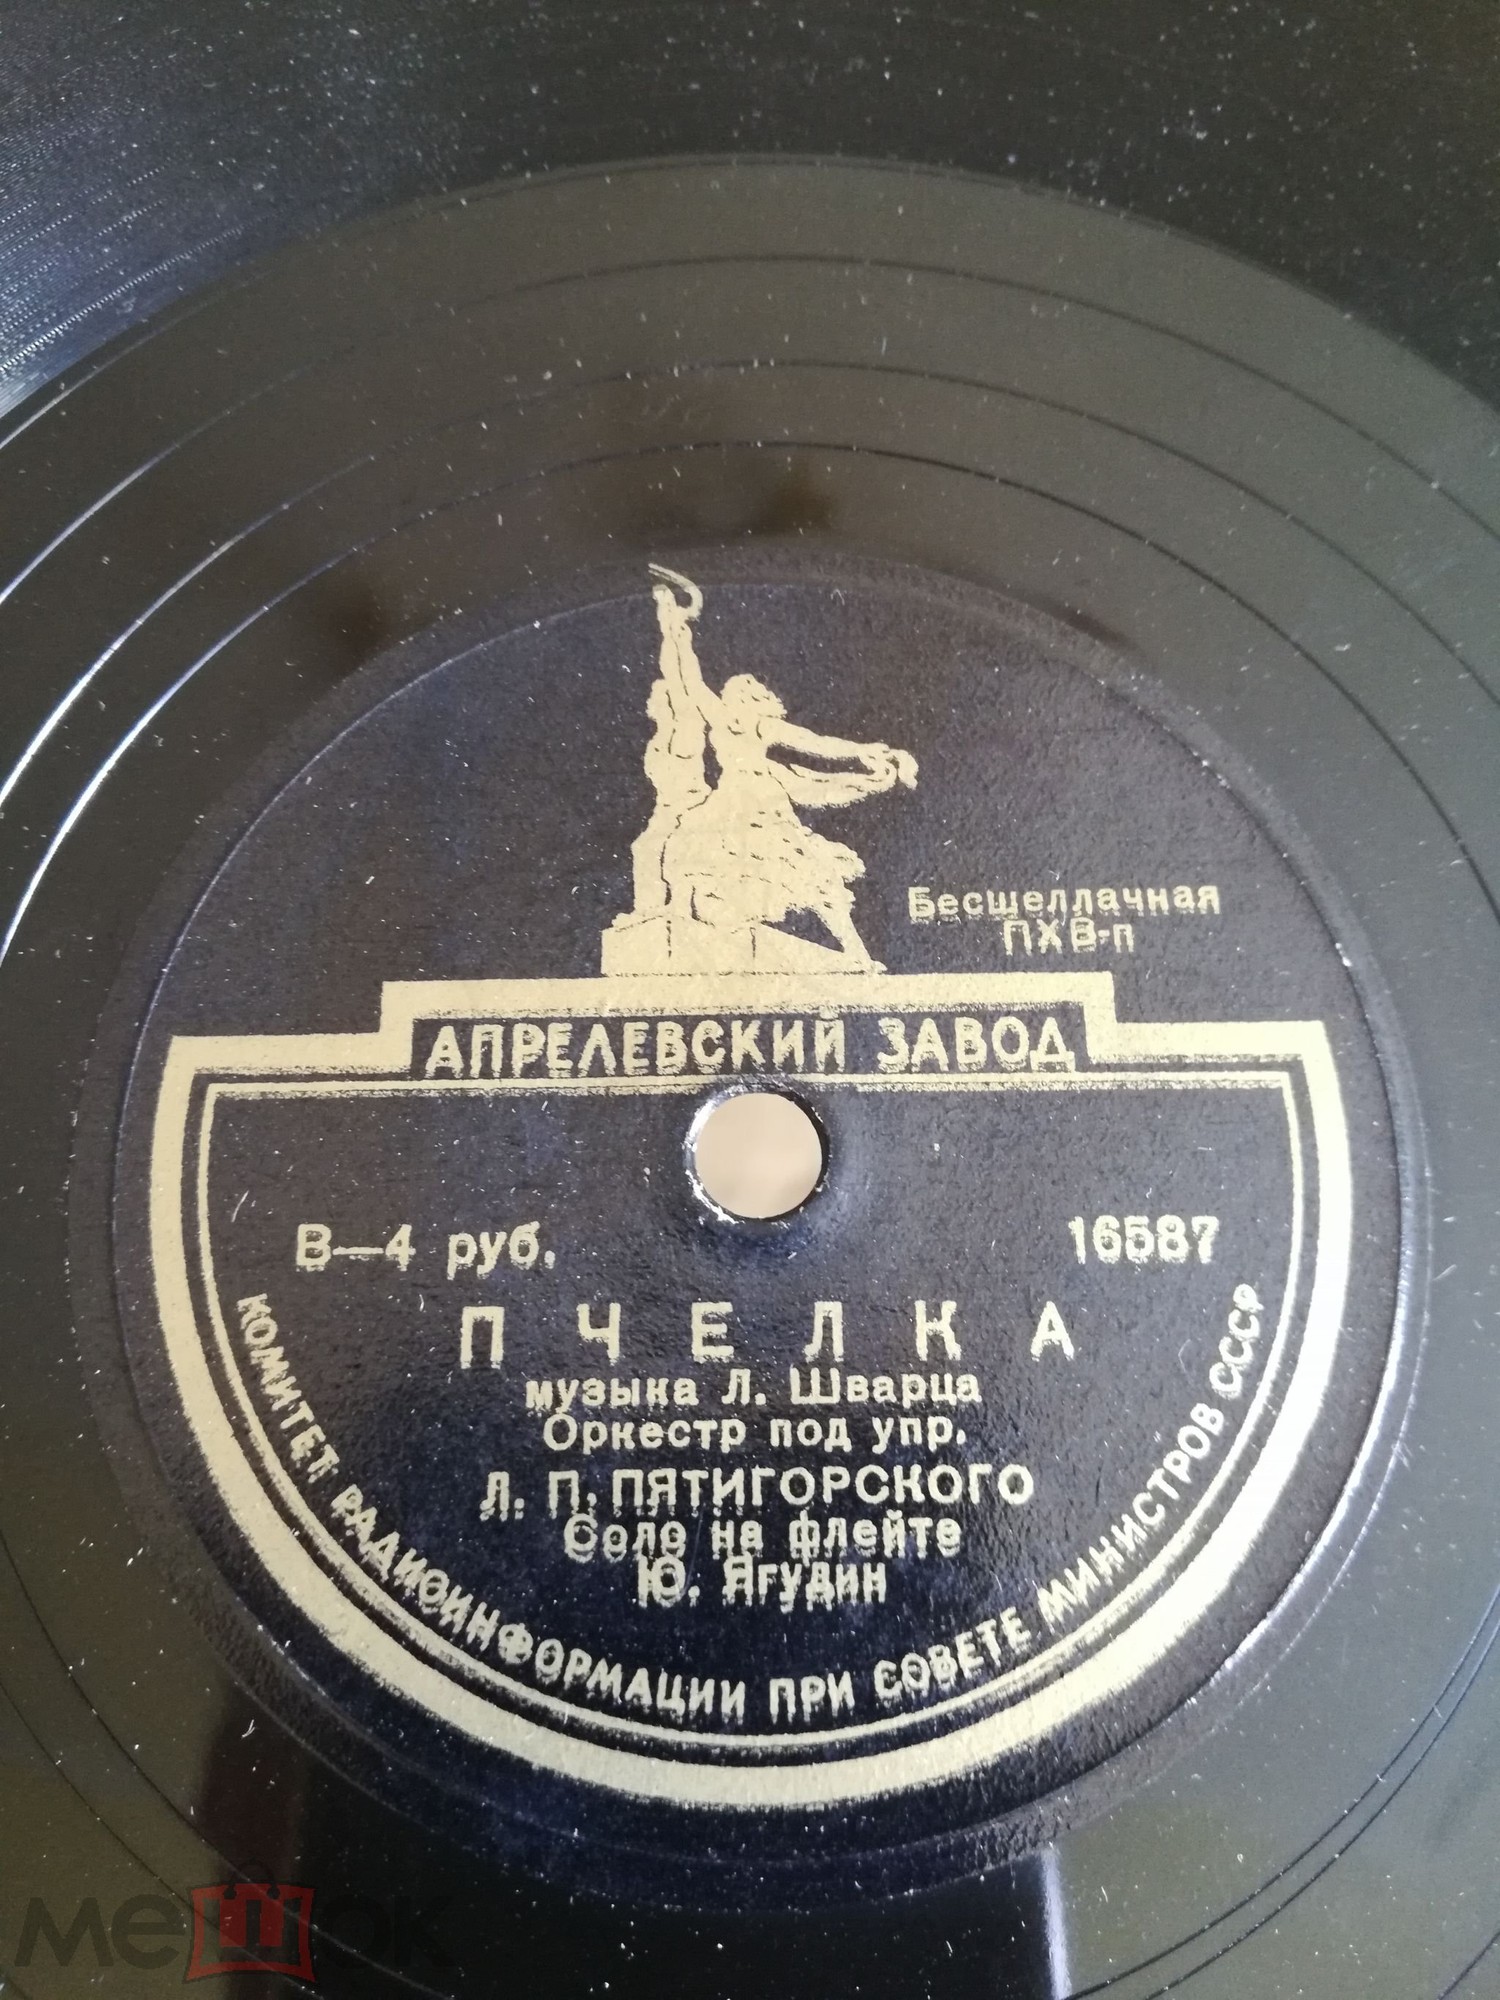 Бесшеллачная
ПХВ-п
АПРЕЛЕВСКИЙ ЗАВОД
В—4 руб.
16587
ПЧЕЛКА
музыка Л. Шварца
Оркестр под упр.
Л. П. ПЯТИГОРСКОГО
Соло на флейте
Ю. Ягудин
КОМИТЕТ РАДИОИНФОРМАЦИИ ПРИ СОВЕТЕ МИНИСТРОВ СССР
мешок